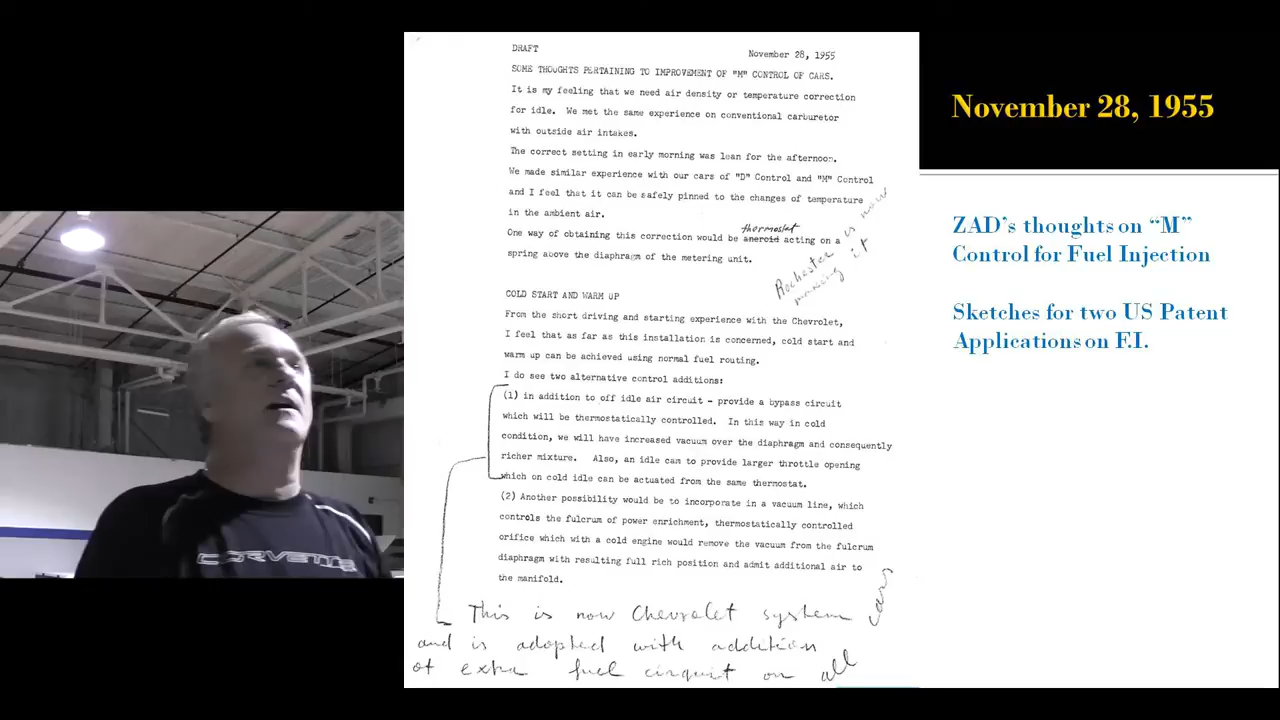 DRAFT
November 28, 1955
SOME THOUGHTS PERTAINING TO IMPROVEMENT OF "M" CONTROL OF CARS.
It is my feeling that we need air density or temperature correction
for idle. We met the same experience on conventional carburetor
with outside air intakes.
The correct setting in early morning was lean for the afternoon.
We made similar experience with our cars of "D" Control and "M" Control
and I feel that it can be safely pinned to the changes of temperature
in the ambient air.
thermostat
One way of obtaining this correction would be aneroid acting on a
spring above the diaphragm of the metering unit.
Rochester is now
making it
COLD START AND WARM UP
From the short driving and starting experience with the Chevrolet,
I feel that as far as this installation is concerned, cold start and
warm up can be achieved using normal fuel routing.
I do see two alternative control additions:
(1) in addition to off idle air circuit - provide a bypass circuit
which will be thermostatically controlled. In this way in cold
condition, we will have increased vacuum over the diaphragm and consequently
richer mixture. Also, an idle cam to provide larger throttle opening
which on cold idle can be actuated from the same thermostat.
(2) Another possibility would be to incorporate in a vacuum line, which
controls the fulcrum of power enrichment, thermostatically controlled
orifice which with a cold engine would remove the vacuum from the fulcrum
diaphragm with resulting full rich position and admit additional air to
the manifold.
This is now Chevrolet system
and is adopted with addition
of extra fuel cirquit on all
cars
November 28, 1955
ZAD's thoughts on "M"
Control for Fuel Injection
Sketches for two US Patent
Applications on F.I.
CORVETTE